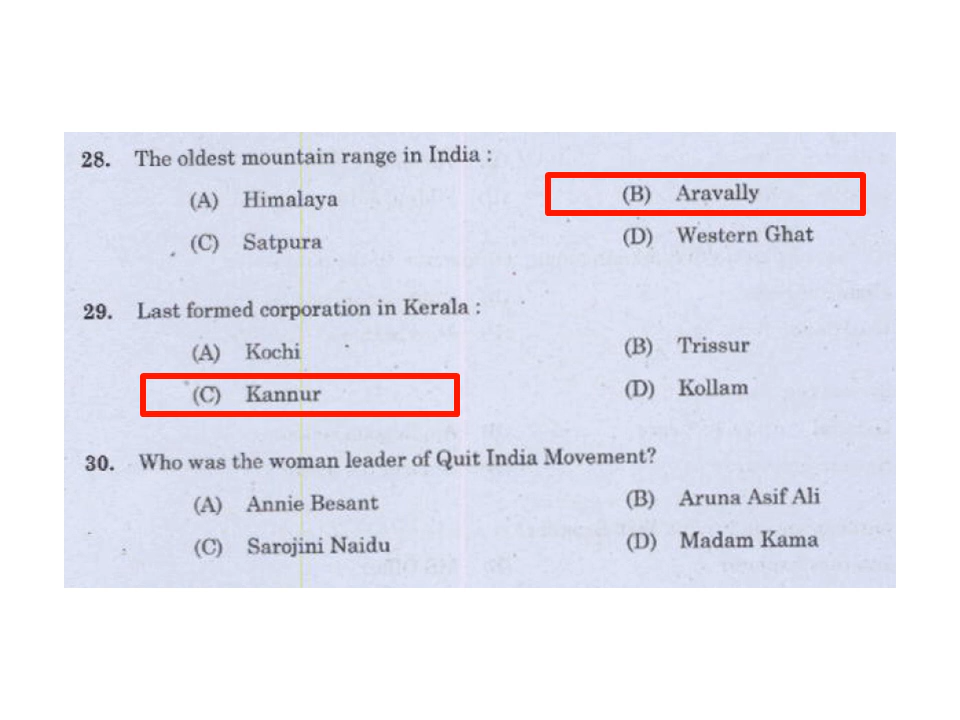 28. The oldest mountain range in India :
(A) Himalaya (B) Aravally
(C) Satpura (D) Western Ghat
29. Last formed corporation in Kerala :
(A) Kochi (B) Trissur
(C) Kannur (D) Kollam
30. Who was the woman leader of Quit India Movement?
(A) Annie Besant (B) Aruna Asif Ali
(C) Sarojini Naidu (D) Madam Kama